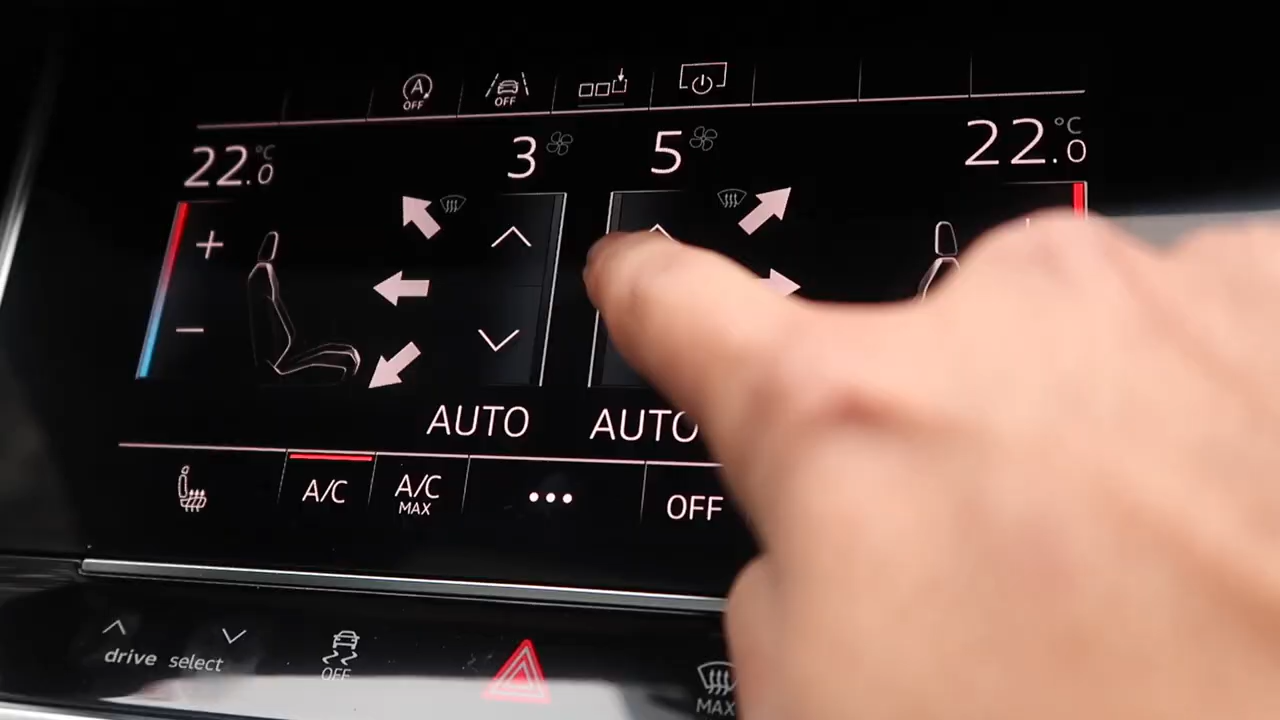 A OFF
OFF
22.0 °C
3
5
22.0 °C
+
−
AUTO
AUTO
A/C
A/C MAX
OFF
drive select
OFF
MAX